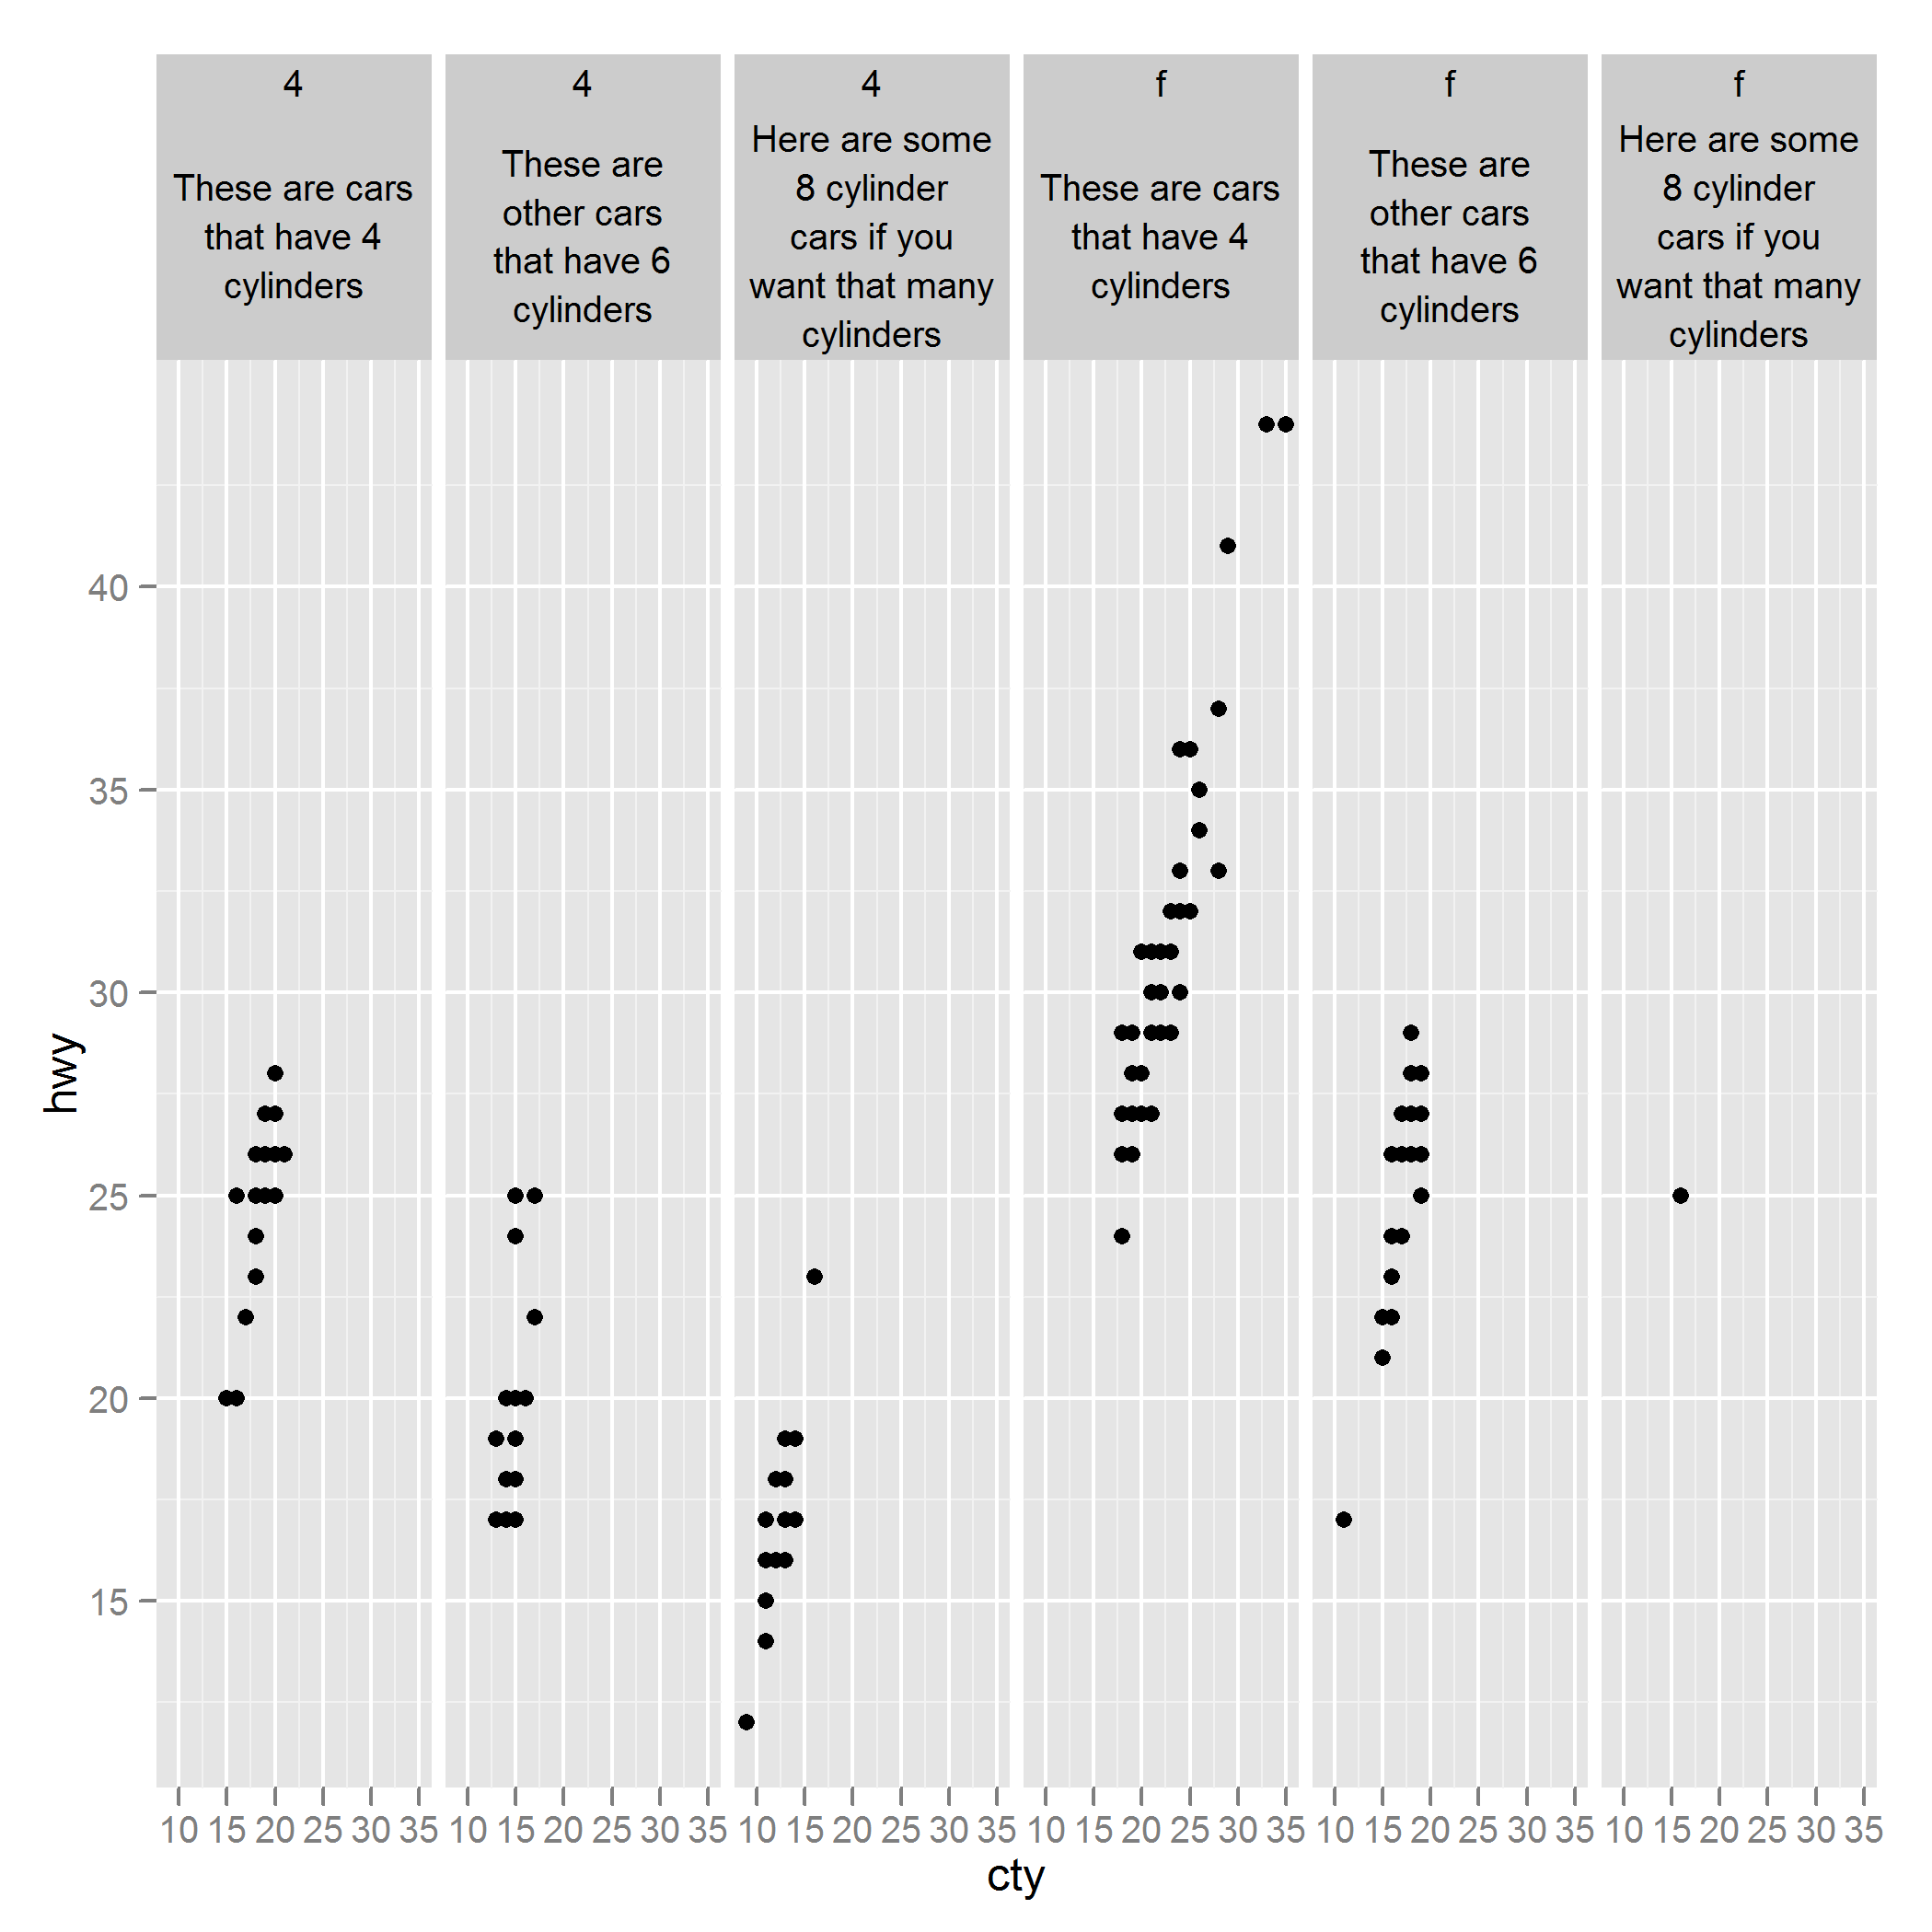 4
4
4
f
f
f
These are cars
that have 4
cylinders
These are
other cars
that have 6
cylinders
Here are some
8 cylinder
cars if you
want that many
cylinders
These are cars
that have 4
cylinders
These are
other cars
that have 6
cylinders
Here are some
8 cylinder
cars if you
want that many
cylinders
hwy
40
35
30
25
20
15
10 15 20 25 30 35 10 15 20 25 30 35 10 15 20 25 30 35 10 15 20 25 30 35 10 15 20 25 30 35 10 15 20 25 30 35
cty